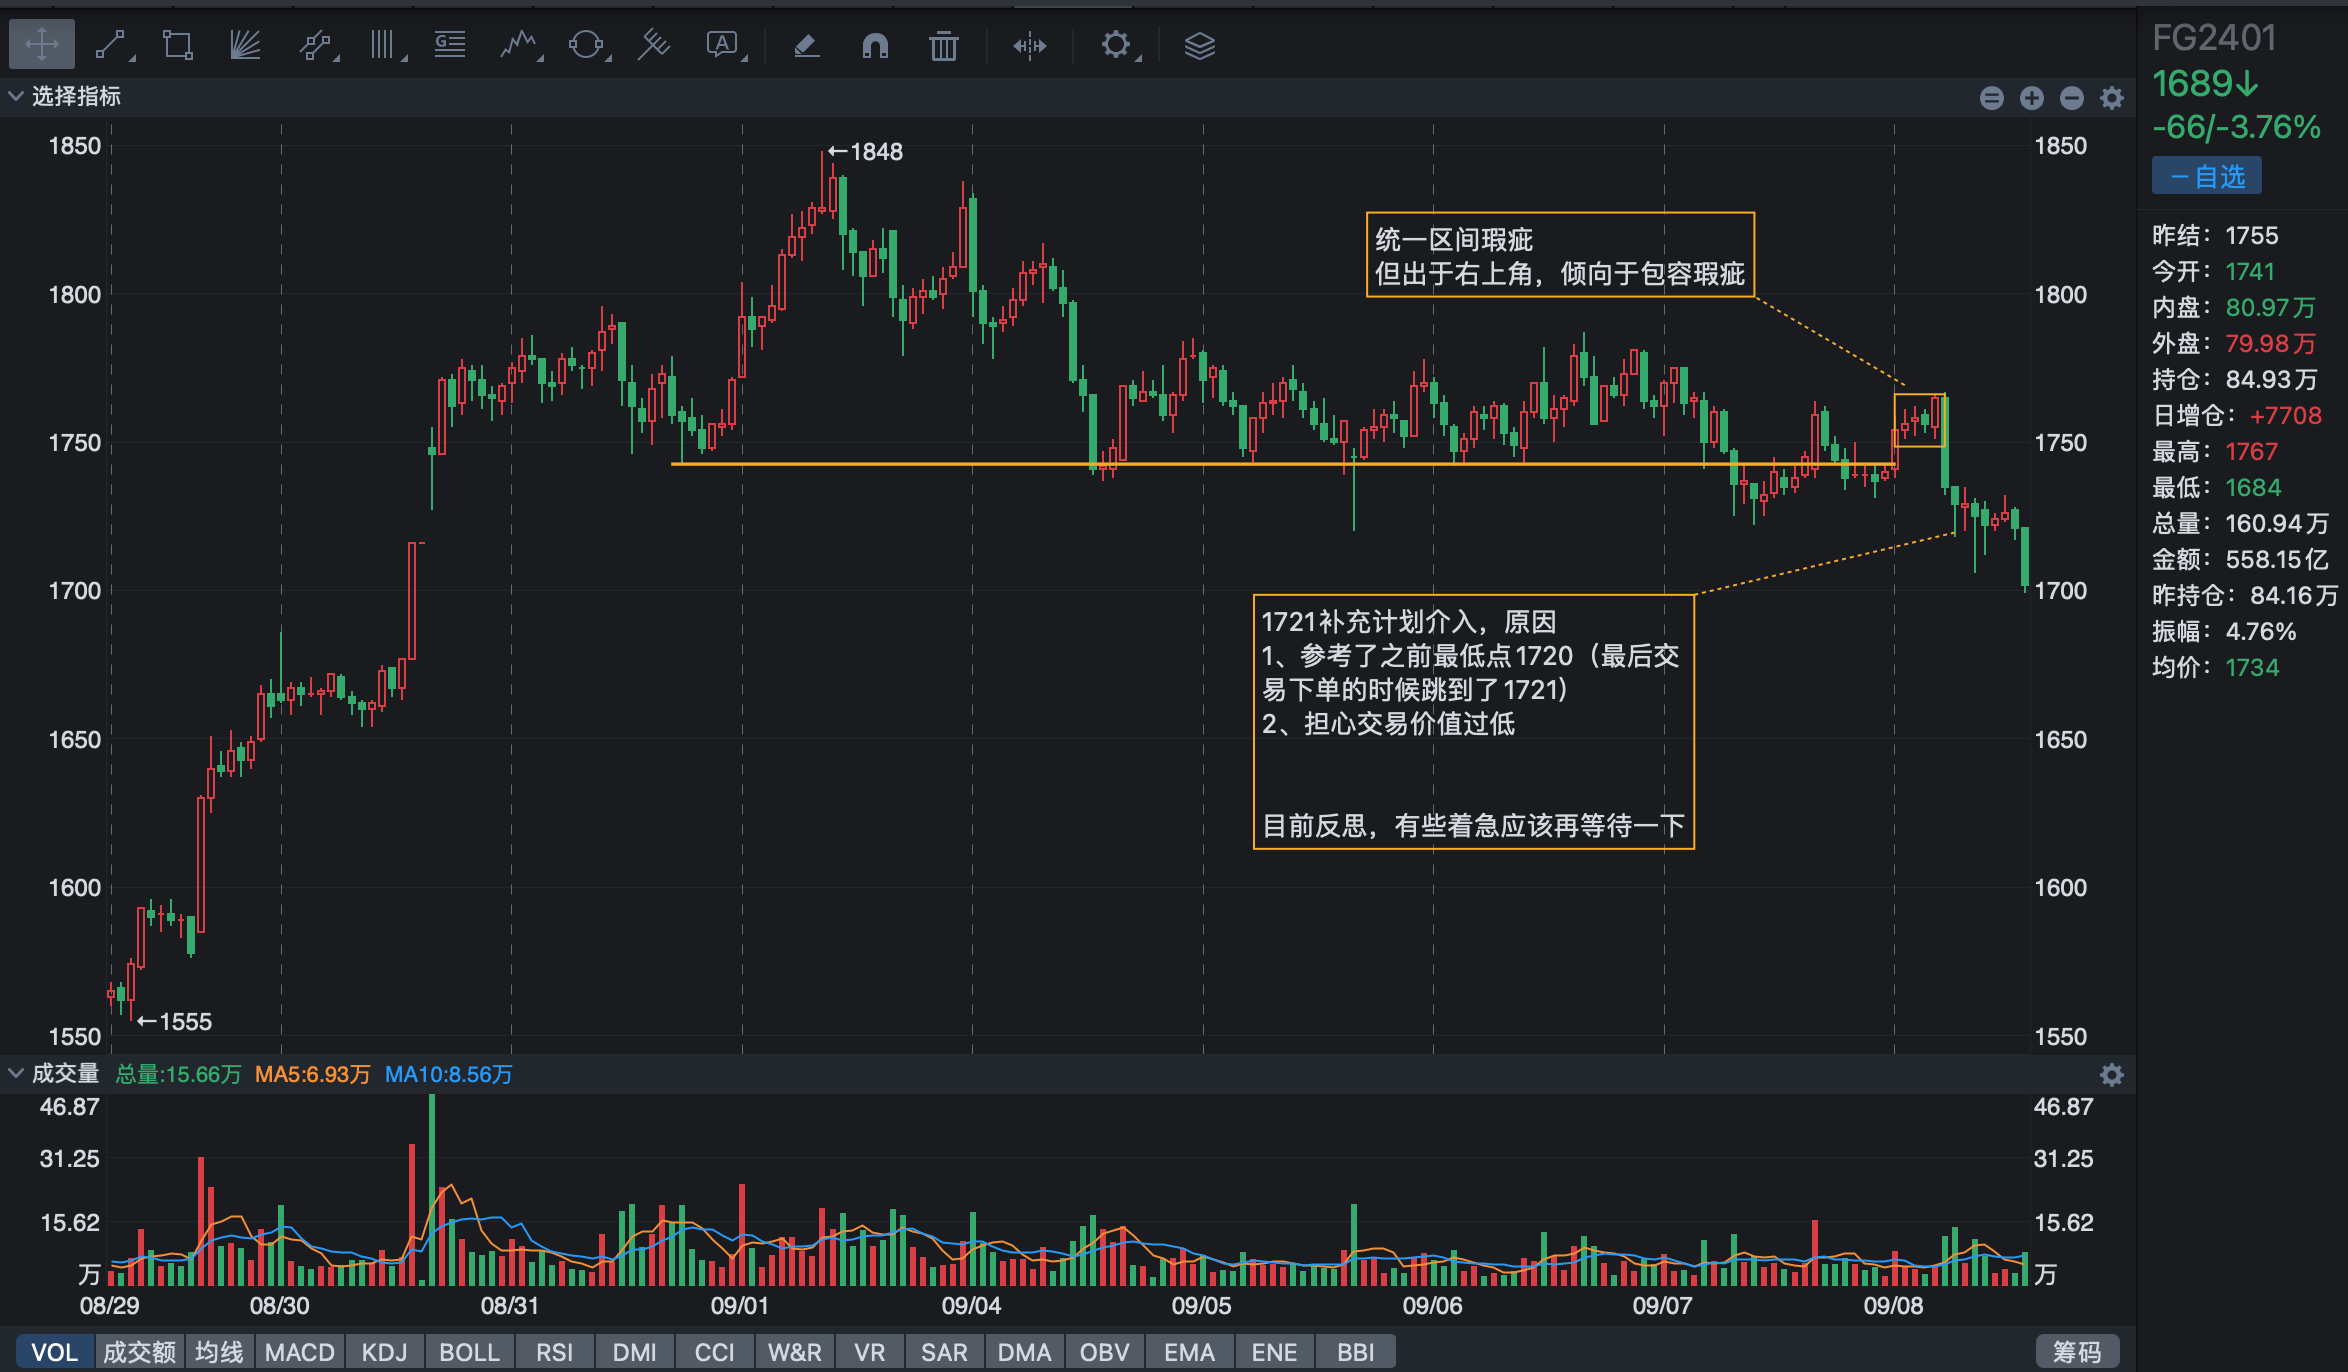 FG2401
1689↓
-66/-3.76%
－自选
昨结：1755
今开：1741
内盘：80.97万
外盘：79.98万
持仓：84.93万
日增仓：+7708
最高：1767
最低：1684
总量：160.94万
金额：558.15亿
昨持仓：84.16万
振幅：4.76%
均价：1734
G
A
选择指标
1850
1850
←1848
统一区间瑕疵
但出于右上角，倾向于包容瑕疵
1800
1800
1750
1750
1700
1700
1721补充计划介入，原因
1、参考了之前最低点1720（最后交
易下单的时候跳到了1721）
2、担心交易价值过低
目前反思，有些着急应该再等待一下
1650
1650
1600
1600
←1555
1550
1550
成交量 总量:15.66万 MA5:6.93万 MA10:8.56万
46.87
46.87
31.25
31.25
15.62
15.62
万
万
08/29 08/30 08/31 09/01 09/04 09/05 09/06 09/07 09/08
VOL 成交额 均线 MACD KDJ BOLL RSI DMI CCI W&R VR SAR DMA OBV EMA ENE BBI 筹码